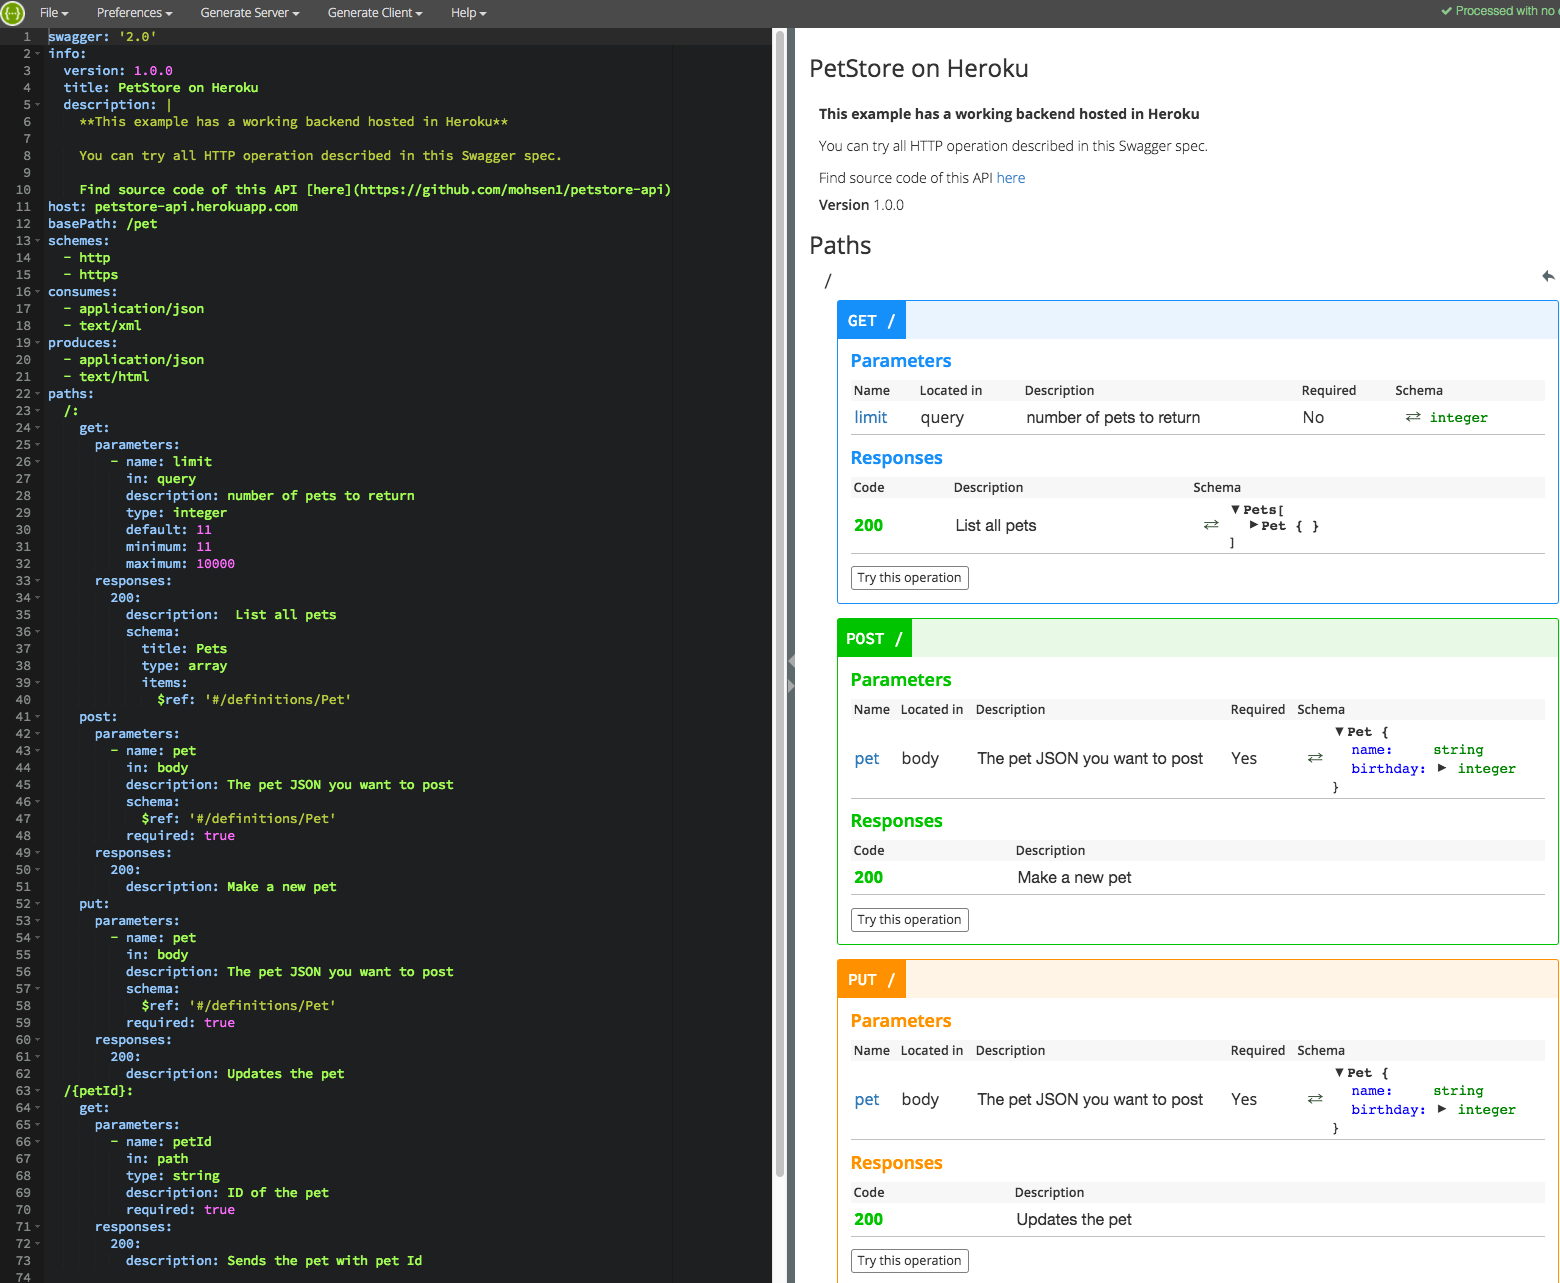 File Preferences Generate Server Generate Client Help Processed with no
1 swagger: '2.0'
2 info:
3 version: 1.0.0
4 title: PetStore on Heroku
5 description: |
6 **This example has a working backend hosted in Heroku**
7
8 You can try all HTTP operation described in this Swagger spec.
9
10 Find source code of this API [here](https://github.com/mohsen1/petstore-api)
11 host: petstore-api.herokuapp.com
12 basePath: /pet
13 schemes:
14 - http
15 - https
16 consumes:
17 - application/json
18 - text/xml
19 produces:
20 - application/json
21 - text/html
22 paths:
23 /:
24 get:
25 parameters:
26 - name: limit
27 in: query
28 description: number of pets to return
29 type: integer
30 default: 11
31 minimum: 11
32 maximum: 10000
33 responses:
34 200:
35 description:  List all pets
36 schema:
37 title: Pets
38 type: array
39 items:
40 $ref: '#/definitions/Pet'
41 post:
42 parameters:
43 - name: pet
44 in: body
45 description: The pet JSON you want to post
46 schema:
47 $ref: '#/definitions/Pet'
48 required: true
49 responses:
50 200:
51 description: Make a new pet
52 put:
53 parameters:
54 - name: pet
55 in: body
56 description: The pet JSON you want to post
57 schema:
58 $ref: '#/definitions/Pet'
59 required: true
60 responses:
61 200:
62 description: Updates the pet
63 /{petId}:
64 get:
65 parameters:
66 - name: petId
67 in: path
68 type: string
69 description: ID of the pet
70 required: true
71 responses:
72 200:
73 description: Sends the pet with pet Id
74
PetStore on Heroku
This example has a working backend hosted in Heroku
You can try all HTTP operation described in this Swagger spec.
Find source code of this API here
Version 1.0.0
Paths
/
GET /
Parameters
Name Located in Description Required Schema
limit query number of pets to return No ⇄ integer
Responses
Code Description Schema
200 List all pets ⇄ ▼Pets[
▶Pet { }
]
Try this operation
POST /
Parameters
Name Located in Description Required Schema
▼Pet {
name: string
pet body The pet JSON you want to post Yes ⇄
birthday: ▶ integer
}
Responses
Code Description
200 Make a new pet
Try this operation
PUT /
Parameters
Name Located in Description Required Schema
▼Pet {
name: string
pet body The pet JSON you want to post Yes ⇄
birthday: ▶ integer
}
Responses
Code Description
200 Updates the pet
Try this operation